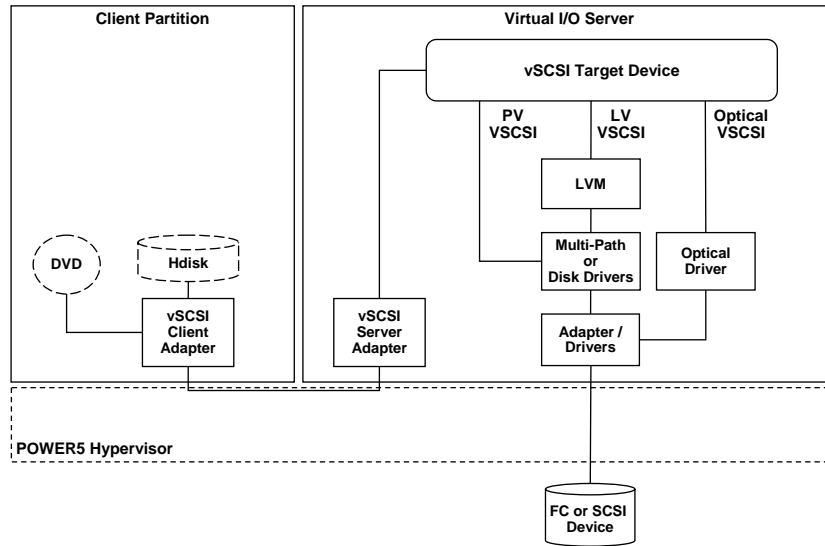 Client Partition
Virtual I/O Server
vSCSI Target Device
PV
VSCSI
LV
VSCSI
Optical
VSCSI
LVM
DVD
Hdisk
Multi-Path
or
Disk Drivers
Optical
Driver
vSCSI
Client
Adapter
vSCSI
Server
Adapter
Adapter /
Drivers
POWER5 Hypervisor
FC or SCSI
Device